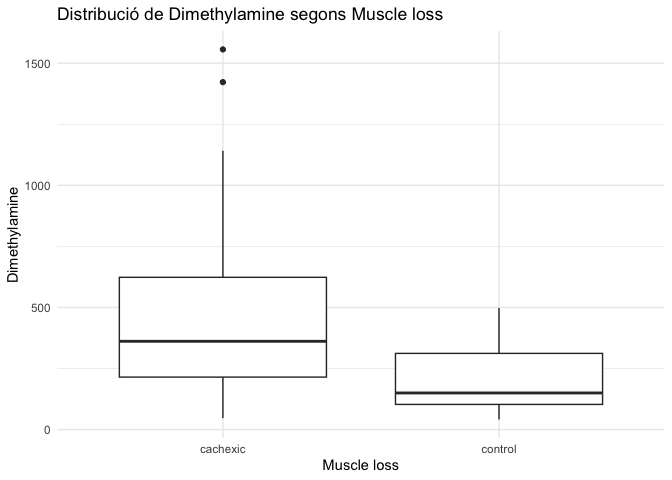 Distribució de Dimethylamine segons Muscle loss
1500
1000
500
0
Dimethylamine
cachexic
control
Muscle loss